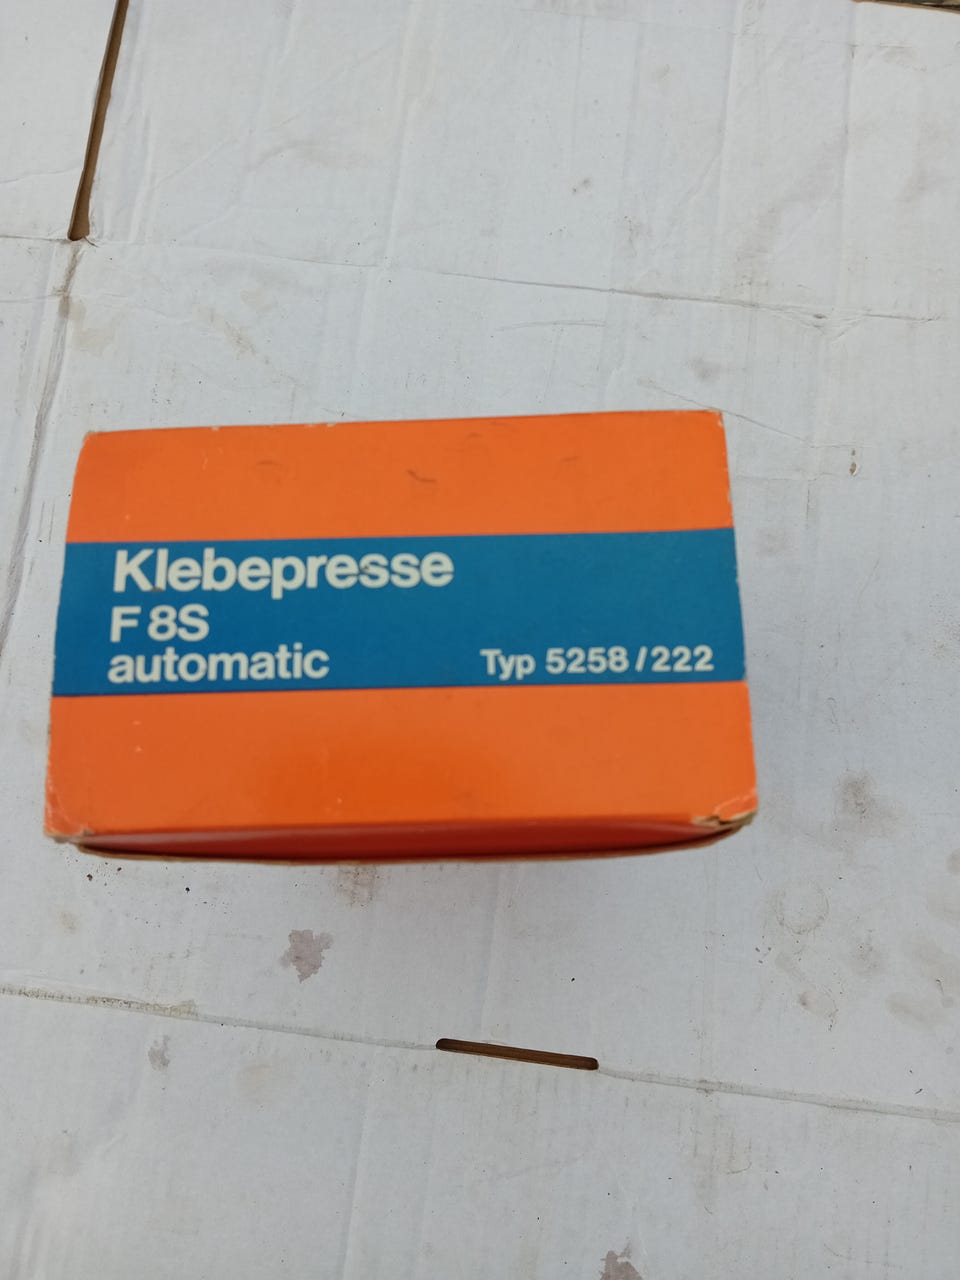 Klebepresse
F 8S
automatic
Typ 5258/222